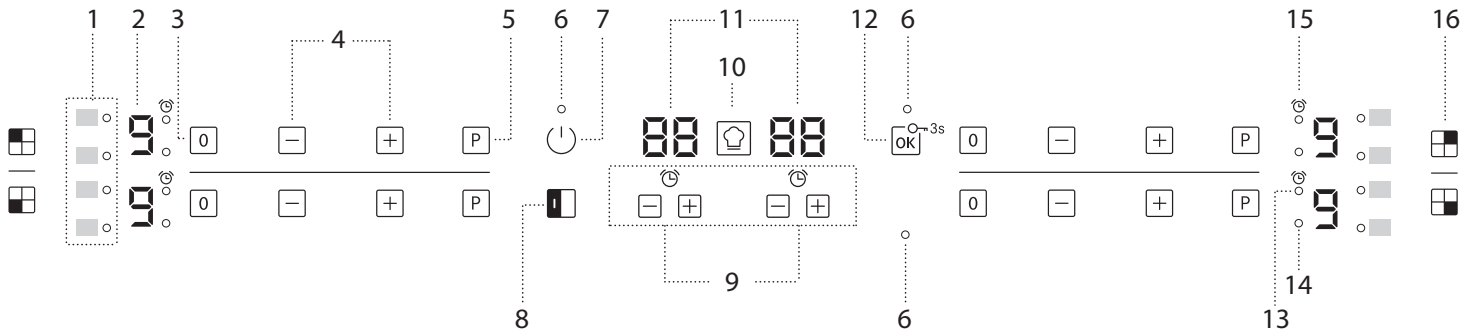 1 2 3 4 5 6 7 11 12 6 15 16
10
9 0 − + P 88 88 OK 3s 0 − + P 9
9 0 − + P − + − + 0 − + P 9
8 9 6 13 14